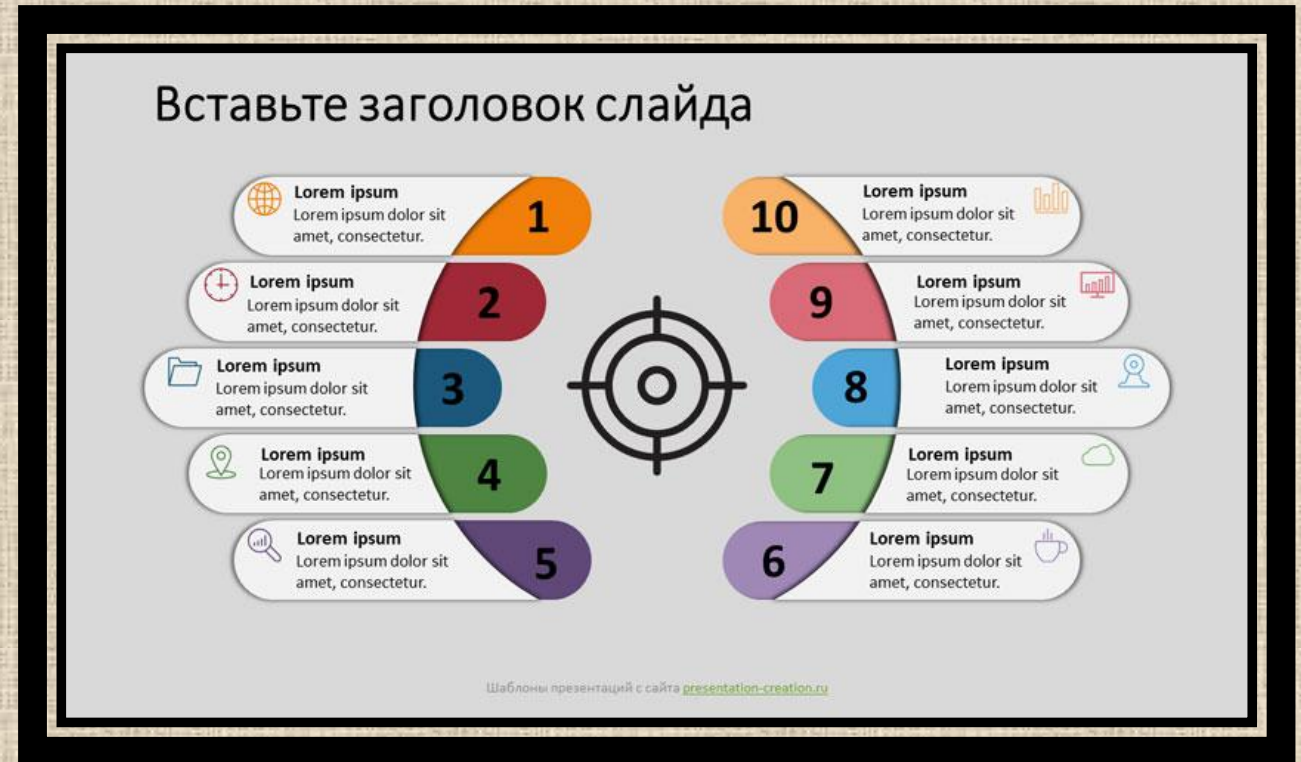 Вставьте заголовок слайда
Lorem ipsum
Lorem ipsum dolor sit
amet, consectetur.
1
Lorem ipsum
Lorem ipsum dolor sit
amet, consectetur.
2
Lorem ipsum
Lorem ipsum dolor sit
amet, consectetur.
3
Lorem ipsum
Lorem ipsum dolor sit
amet, consectetur.
4
Lorem ipsum
Lorem ipsum dolor sit
amet, consectetur.
5
10
Lorem ipsum
Lorem ipsum dolor sit
amet, consectetur.
9
Lorem ipsum
Lorem ipsum dolor sit
amet, consectetur.
8
Lorem ipsum
Lorem ipsum dolor sit
amet, consectetur.
7
Lorem ipsum
Lorem ipsum dolor sit
amet, consectetur.
6
Lorem ipsum
Lorem ipsum dolor sit
amet, consectetur.
Шаблоны презентаций с сайта presentation-creation.ru